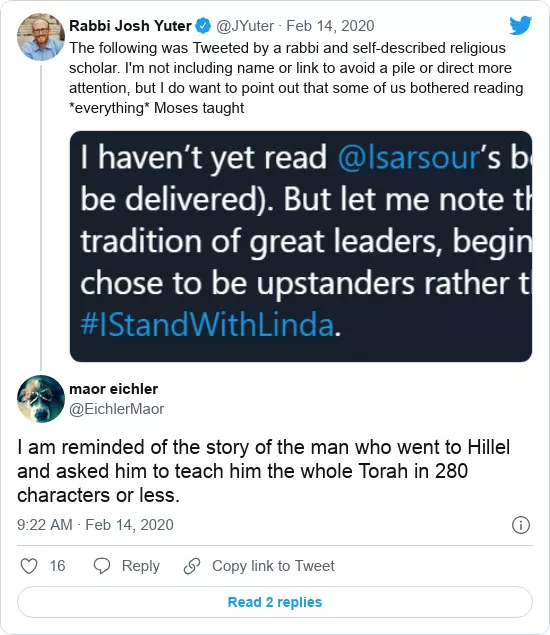 Rabbi Josh Yuter @JYuter · Feb 14, 2020
The following was Tweeted by a rabbi and self-described religious
scholar. I'm not including name or link to avoid a pile or direct more
attention, but I do want to point out that some of us bothered reading
*everything* Moses taught
I haven't yet read @lsarsour's b
be delivered). But let me note th
tradition of great leaders, begin
chose to be upstanders rather t
#IStandWithLinda.
maor eichler
@EichlerMaor
I am reminded of the story of the man who went to Hillel
and asked him to teach him the whole Torah in 280
characters or less.
9:22 AM · Feb 14, 2020
16 Reply Copy link to Tweet
Read 2 replies